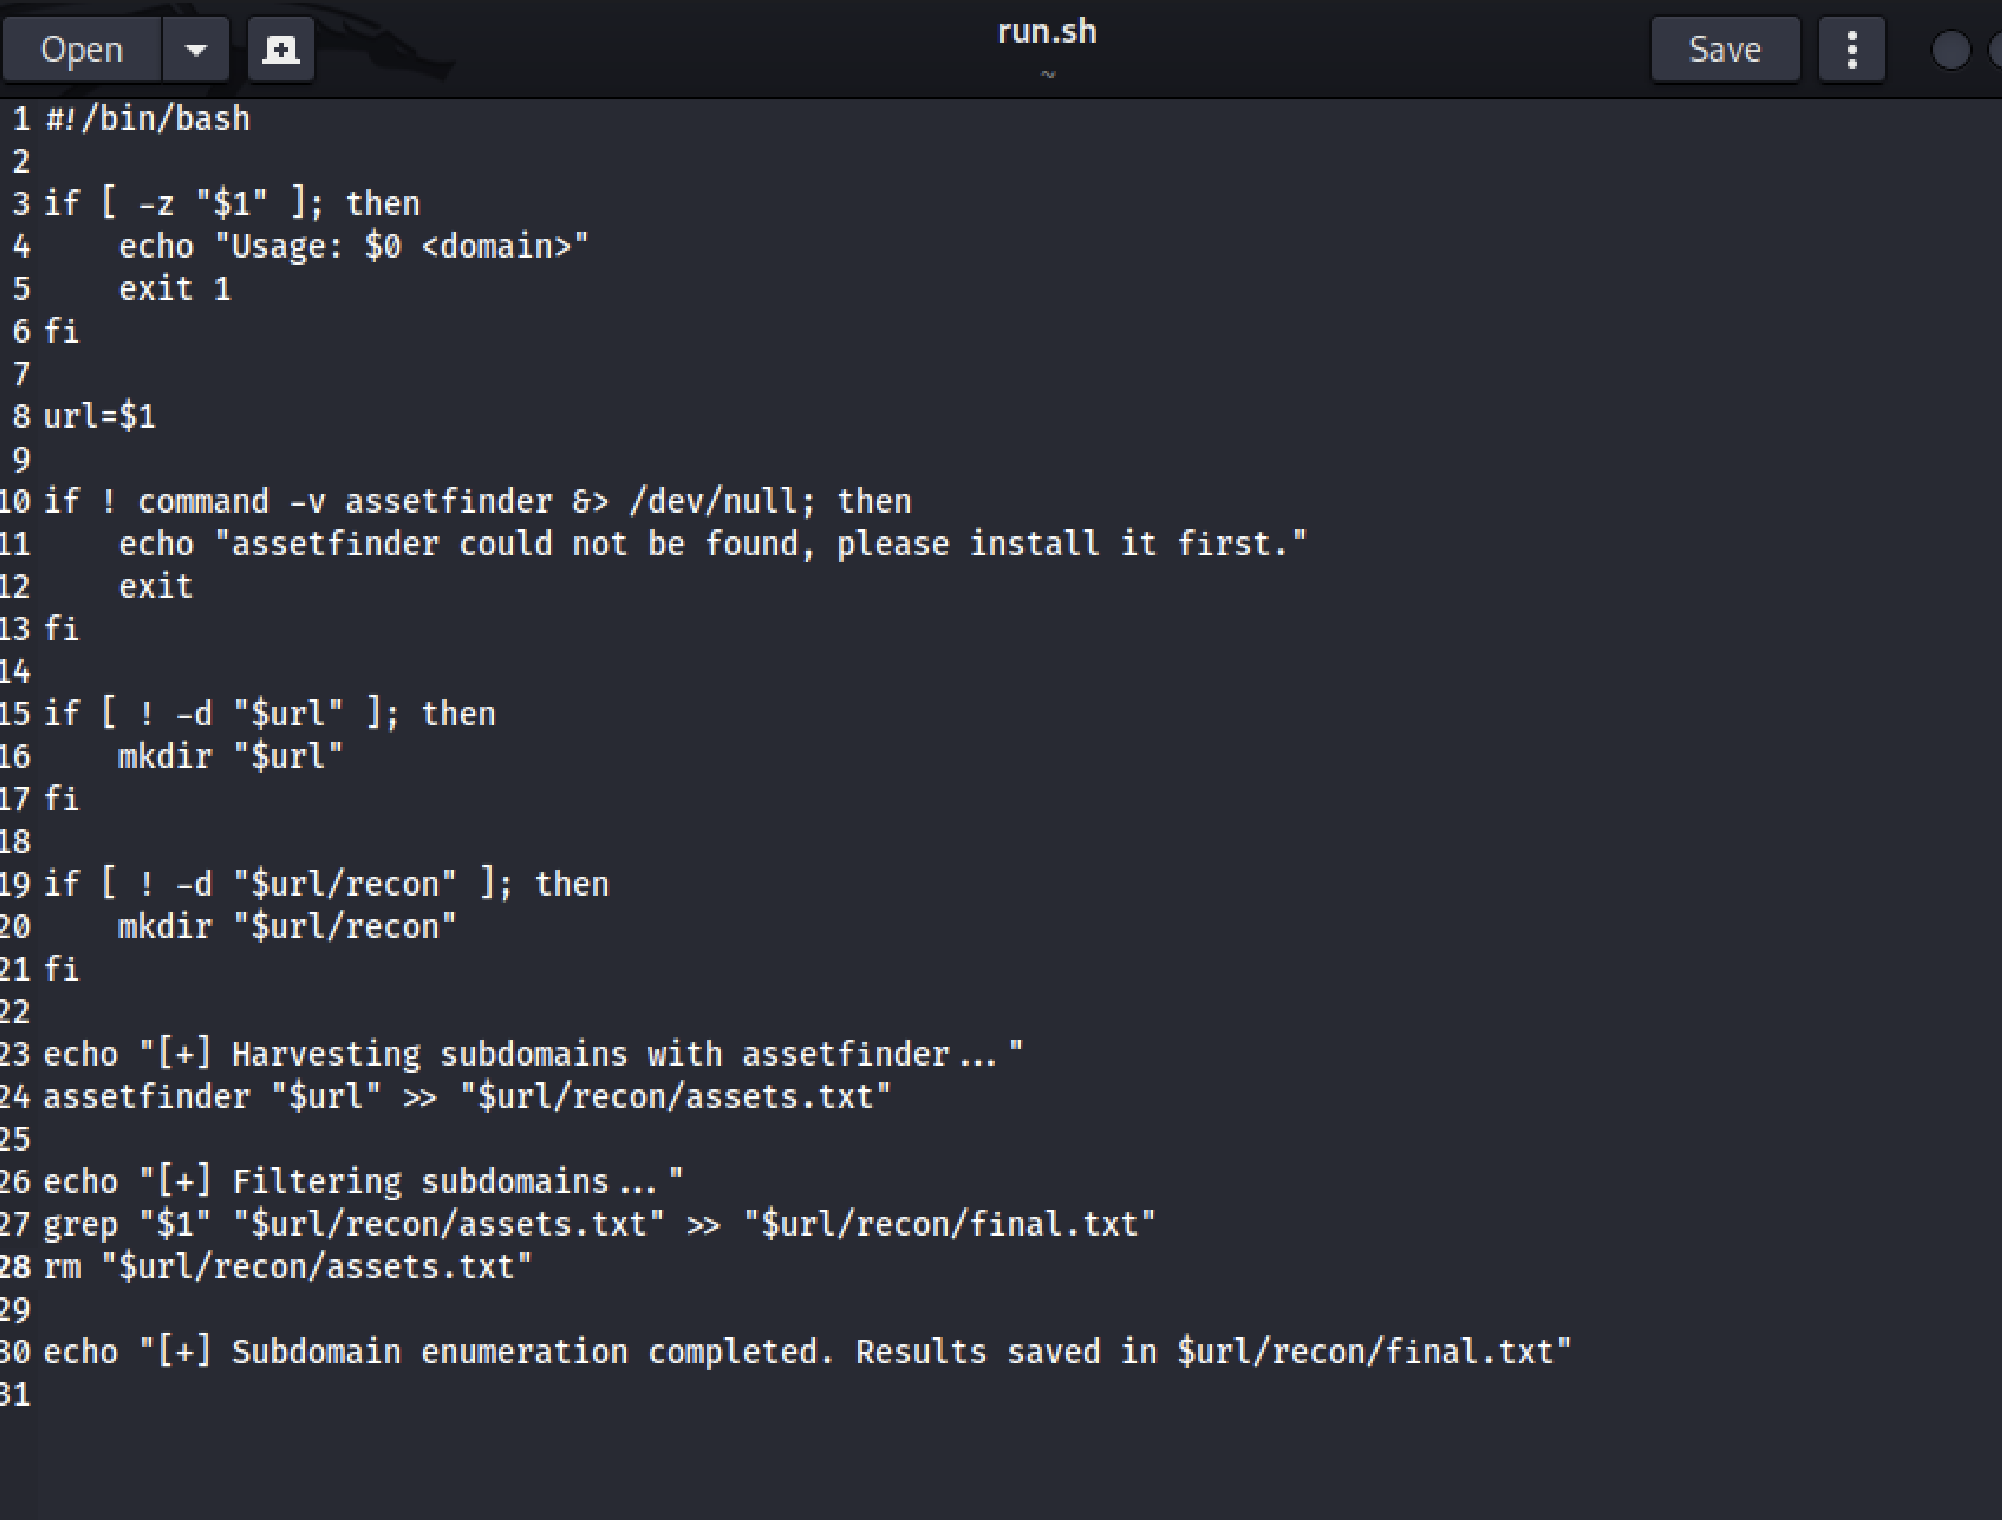 Open
run.sh
~
Save
1 #!/bin/bash
2
3 if [ -z "$1" ]; then
4     echo "Usage: $0 <domain>"
5     exit 1
6 fi
7
8 url=$1
9
10 if ! command -v assetfinder &> /dev/null; then
11     echo "assetfinder could not be found, please install it first."
12     exit
13 fi
14
15 if [ ! -d "$url" ]; then
16     mkdir "$url"
17 fi
18
19 if [ ! -d "$url/recon" ]; then
20     mkdir "$url/recon"
21 fi
22
23 echo "[+] Harvesting subdomains with assetfinder..."
24 assetfinder "$url" >> "$url/recon/assets.txt"
25
26 echo "[+] Filtering subdomains..."
27 grep "$1" "$url/recon/assets.txt" >> "$url/recon/final.txt"
28 rm "$url/recon/assets.txt"
29
30 echo "[+] Subdomain enumeration completed. Results saved in $url/recon/final.txt"
31